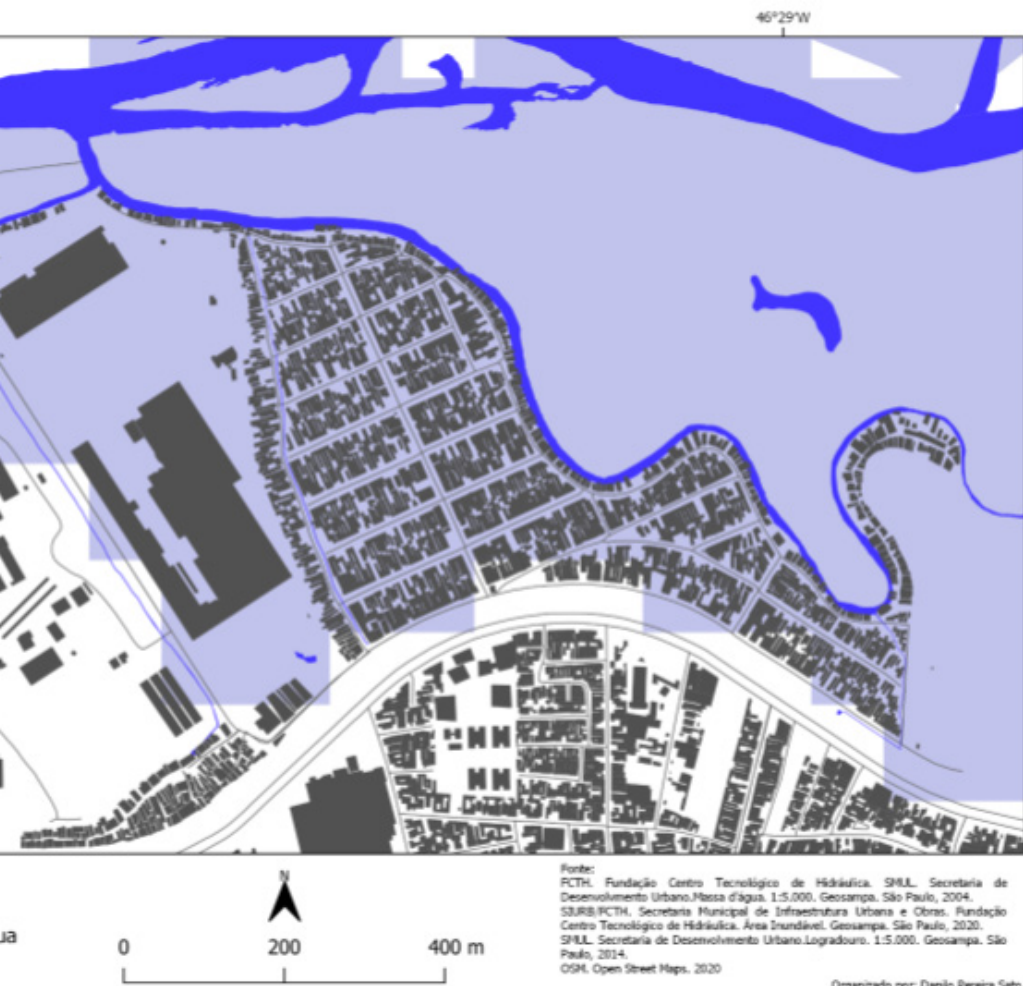 46°29'W
N
ua
0 200 400 m
Fonte:
FCTH. Fundação Centro Tecnológico de Hidráulica. SMUL. Secretaria de
Desenvolvimento Urbano.Massa d'água. 1:5.000. Geosampa. São Paulo, 2004.
SIURB/FCTH. Secretaria Municipal de Infraestrutura Urbana e Obras. Fundação
Centro Tecnológico de Hidráulica. Área Inundável. Geosampa. São Paulo, 2020.
SMUL. Secretaria de Desenvolvimento Urbano.Logradouro. 1:5.000. Geosampa. São
Paulo, 2014.
OSM. Open Street Maps. 2020
Organizado por: Danilo Pereira Sato